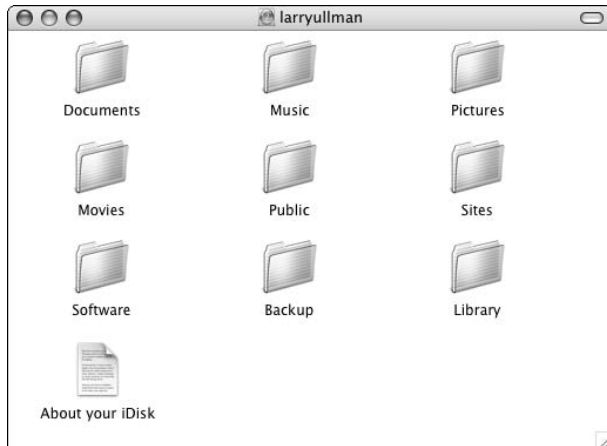 larryullman
Documents Music Pictures
Movies Public Sites
Software Backup Library
About your iDisk